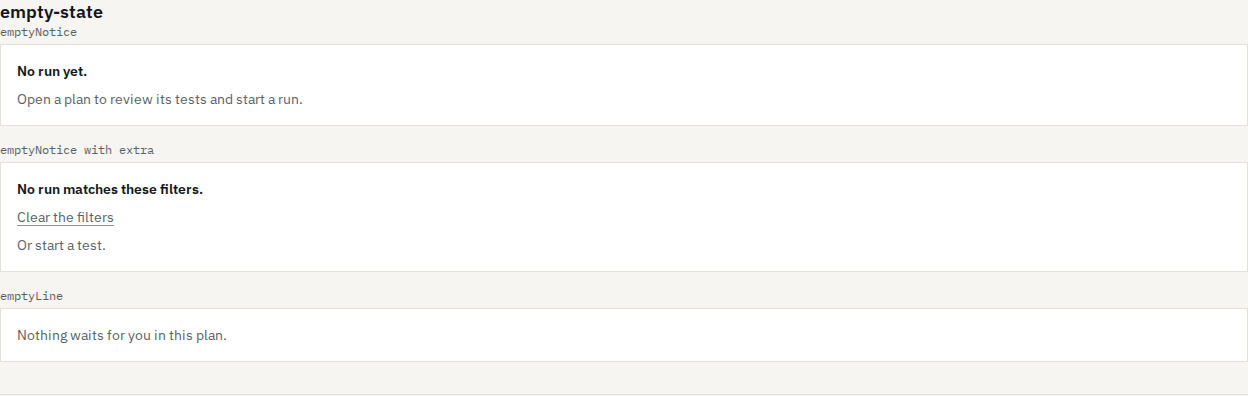 empty-state
emptyNotice
No run yet.
Open a plan to review its tests and start a run.
emptyNotice with extra
No run matches these filters.
Clear the filters
Or start a test.
emptyLine
Nothing waits for you in this plan.